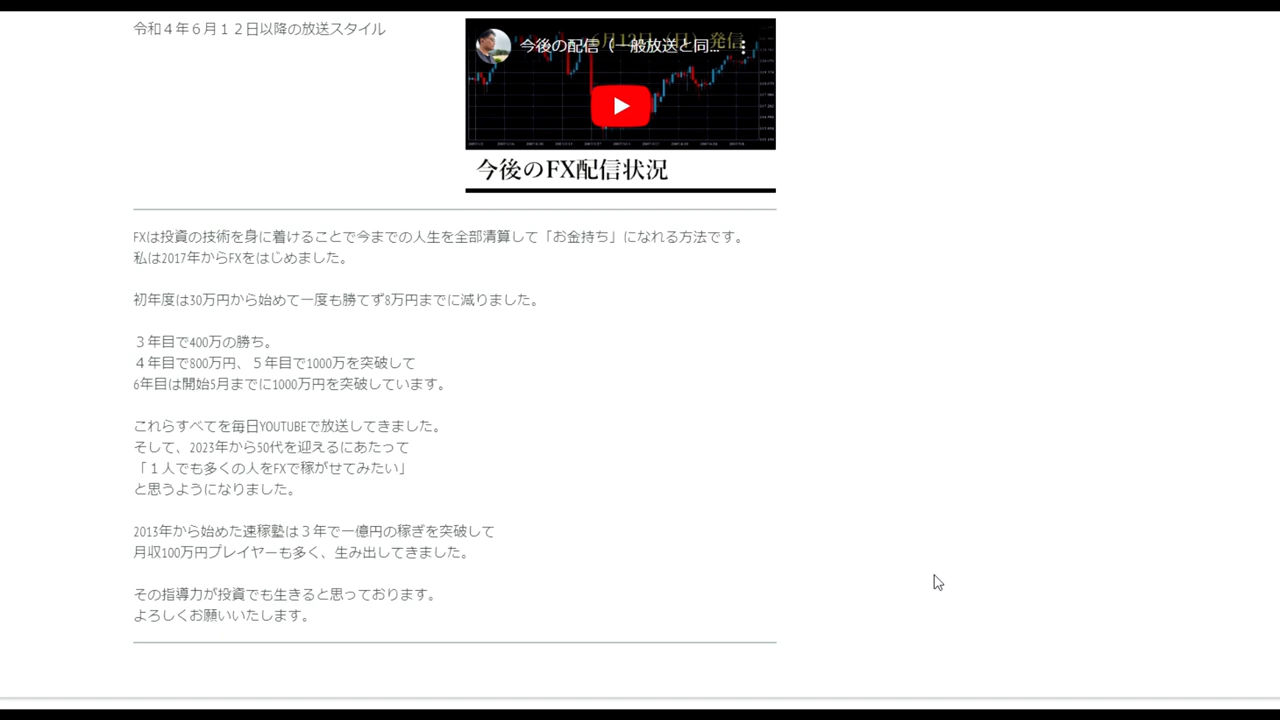 令和４年６月１２日以降の放送スタイル
6月12日（日）発信
今後の配信（一般放送と同...
今後のFX配信状況
FXは投資の技術を身に着けることで今までの人生を全部清算して「お金持ち」になれる方法です。
私は2017年からFXをはじめました。
初年度は30万円から始めて一度も勝てず8万円までに減りました。
３年目で400万の勝ち。
４年目で800万円、５年目で1000万を突破して
6年目は開始5月までに1000万円を突破しています。
これらすべてを毎日YOUTUBEで放送してきました。
そして、2023年から50代を迎えるにあたって
「１人でも多くの人をFXで稼がせてみたい」
と思うようになりました。
2013年から始めた速稼塾は３年で一億円の稼ぎを突破して
月収100万円プレイヤーも多く、生み出してきました。
その指導力が投資でも生きると思っております。
よろしくお願いいたします。